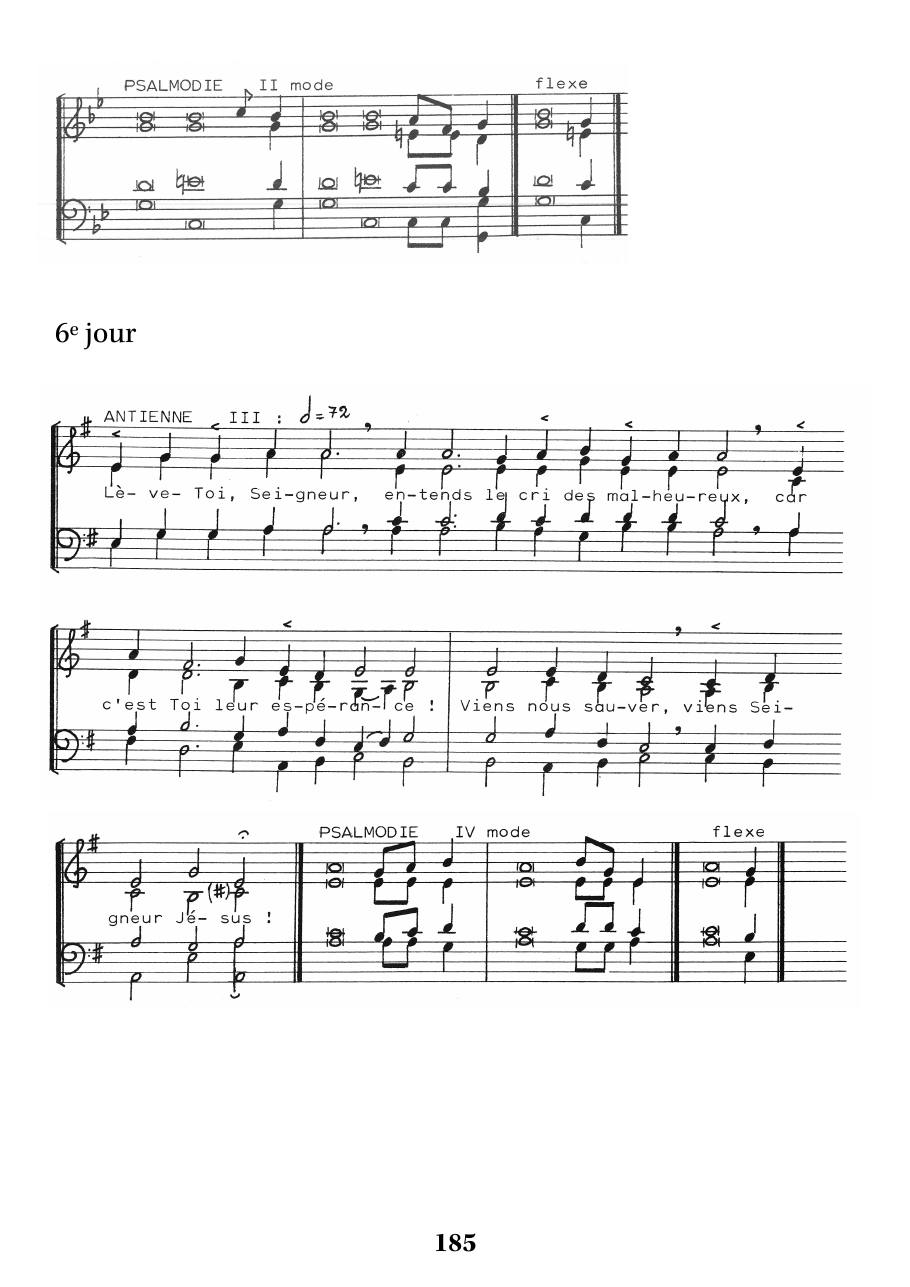 PSALMODIE II mode flexe
6e jour
ANTIENNE III : 𝅗𝅥 = 72
Lè- ve- Toi, Sei-gneur, en-tends le cri des mal-heu-reux, car
c'est Toi leur es-pé-ran-ce ! Viens nous sau-ver, viens Sei-
gneur Jé- sus !
PSALMODIE IV mode flexe
185